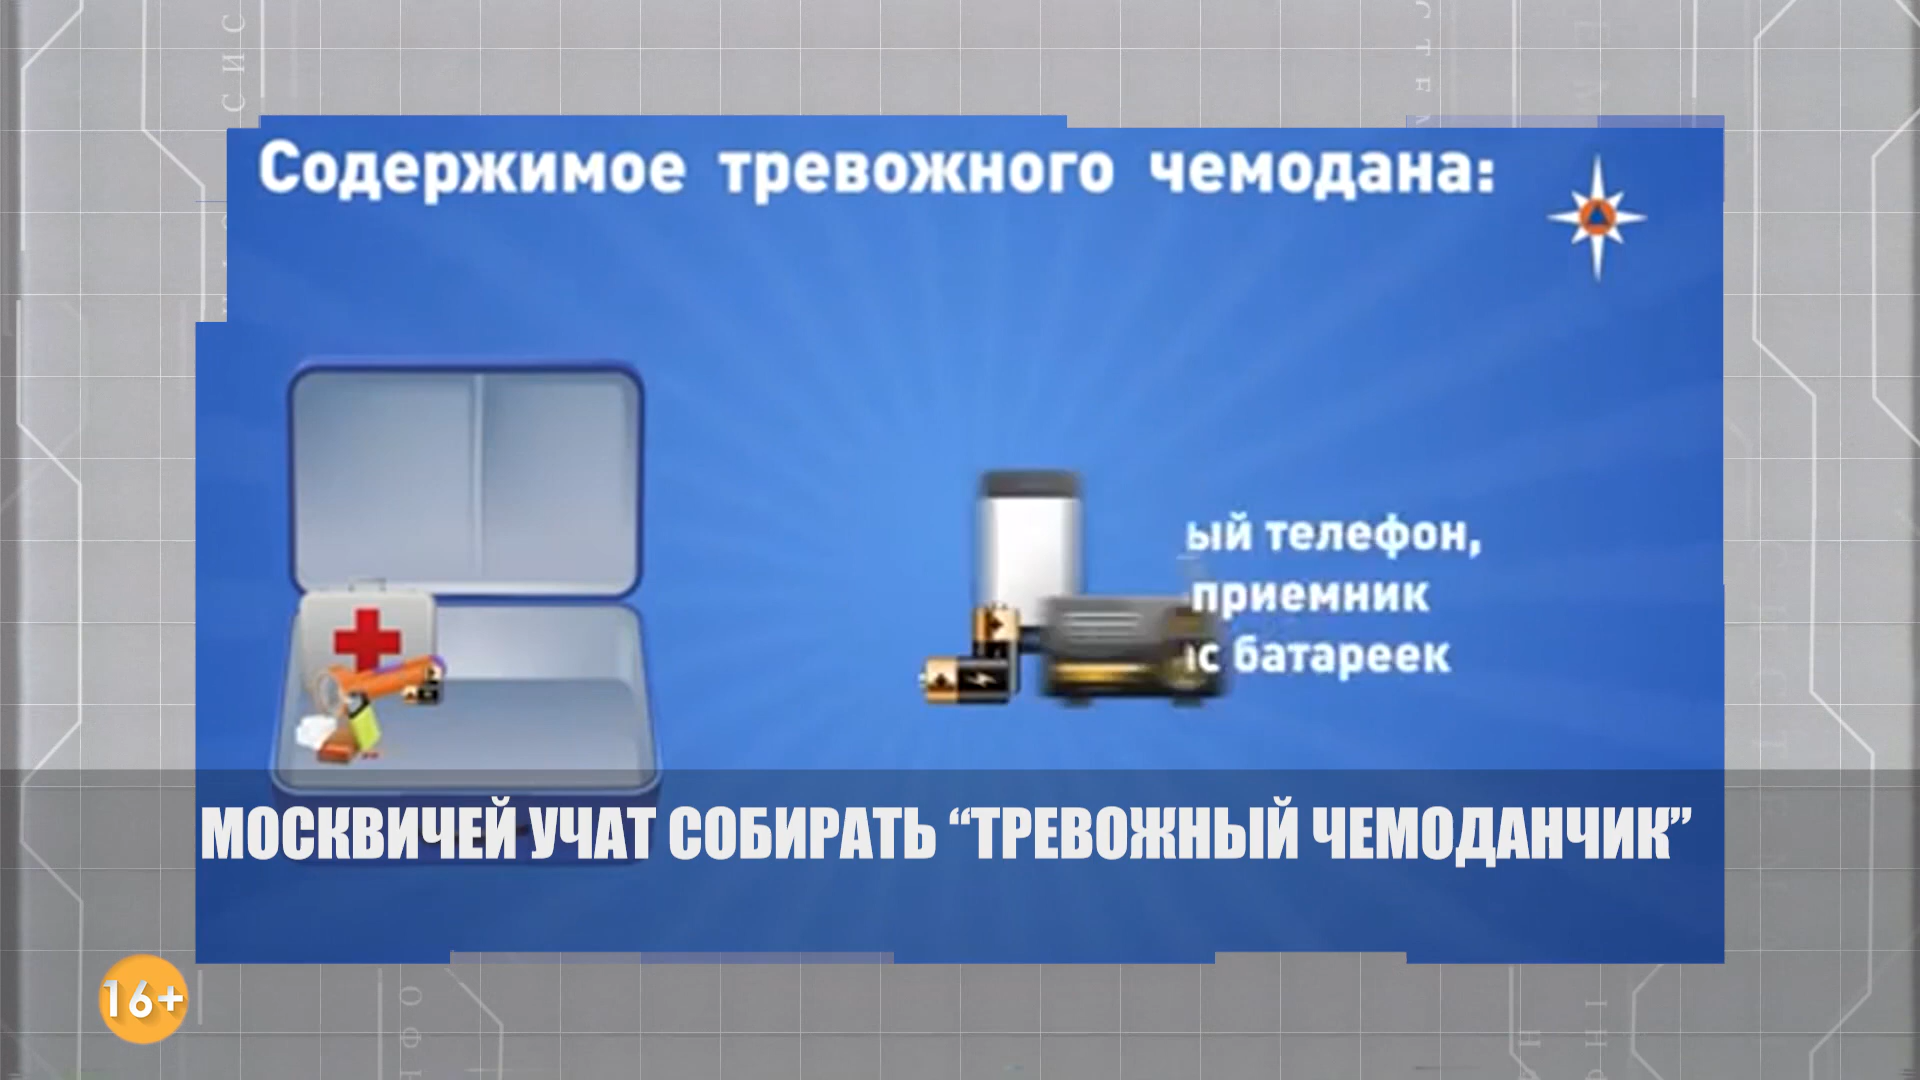 Содержимое тревожного чемодана:
ый телефон,
приемник
с батареек
МОСКВИЧЕЙ УЧАТ СОБИРАТЬ “ТРЕВОЖНЫЙ ЧЕМОДАНЧИК”
16+